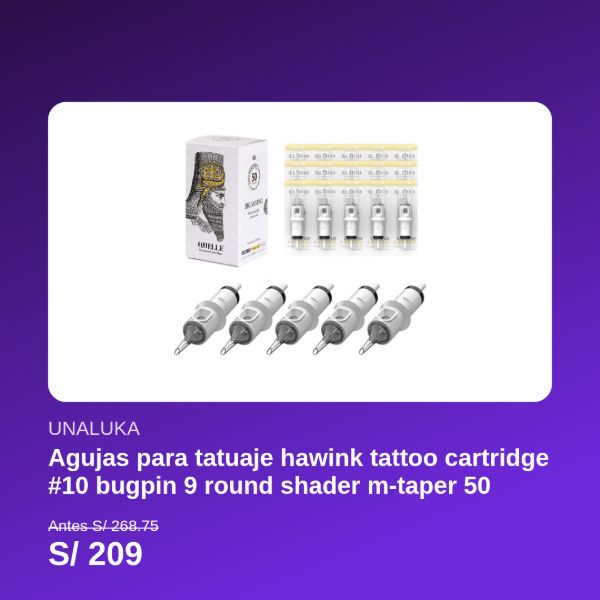 50
QUELLE
UNALUKA
Agujas para tatuaje hawink tattoo cartridge
#10 bugpin 9 round shader m-taper 50
Antes S/ 268.75
S/ 209